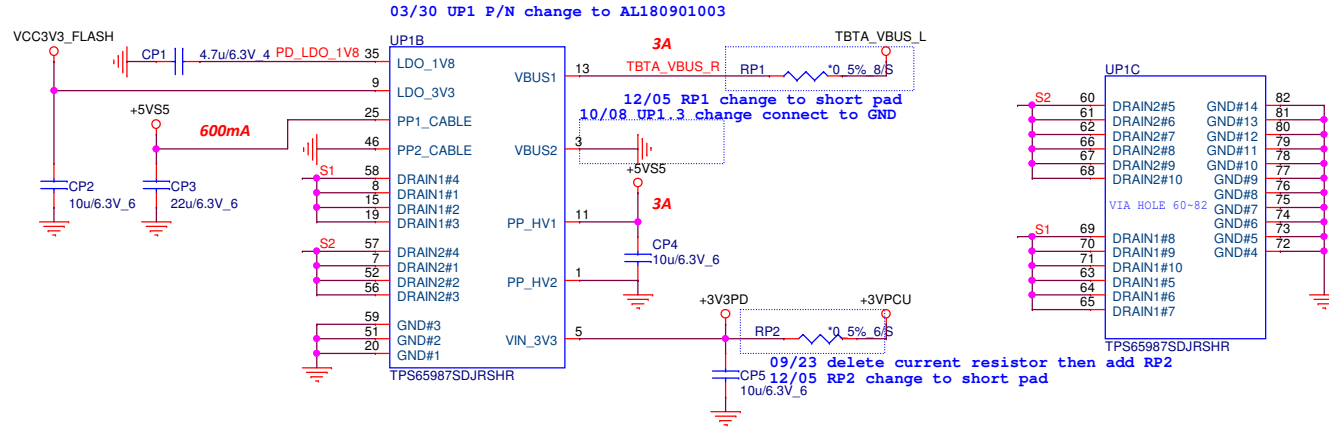 03/30 UP1 P/N change to AL180901003
VCC3V3_FLASH
CP1
4.7u/6.3V_4
PD_LDO_1V8
35
LDO_1V8
9
LDO_3V3
+5VS5
600mA
25
PP1_CABLE
46
PP2_CABLE
CP2
10u/6.3V_6
CP3
22u/6.3V_6
S1
58
DRAIN1#4
8
DRAIN1#1
15
DRAIN1#2
19
DRAIN1#3
S2
57
DRAIN2#4
7
DRAIN2#1
52
DRAIN2#2
56
DRAIN2#3
59
GND#3
51
GND#2
20
GND#1
UP1B
VBUS1
13
VBUS2
3
PP_HV1
11
PP_HV2
1
VIN_3V3
5
TPS65987SDJRSHR
3A
TBTA_VBUS_R
RP1
*0_5%_8/S
TBTA_VBUS_L
12/05 RP1 change to short pad
10/08 UP1.3 change connect to GND
+5VS5
3A
CP4
10u/6.3V_6
+3V3PD
+3VPCU
RP2
*0_5%_6/S
09/23 delete current resistor then add RP2
12/05 RP2 change to short pad
CP5
10u/6.3V_6
UP1C
S2
60
DRAIN2#5
61
DRAIN2#6
62
DRAIN2#7
66
DRAIN2#8
67
DRAIN2#9
68
DRAIN2#10
VIA HOLE 60~82
S1
69
DRAIN1#8
70
DRAIN1#9
71
DRAIN1#10
63
DRAIN1#5
64
DRAIN1#6
65
DRAIN1#7
GND#14
82
GND#13
81
GND#12
80
GND#11
79
GND#10
78
GND#9
77
GND#8
76
GND#7
75
GND#6
74
GND#5
73
GND#4
72
TPS65987SDJRSHR